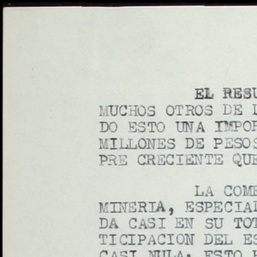 EL RESU
MUCHOS OTROS DE L
DO ESTO UNA IMPOR
MILLONES DE PESOS
PRE CRECIENTE QUE
LA COME
MINERIA, ESPECIAL
DA CASI EN SU TOT
TICIPACION DEL ES
CASI NULA; ESTO